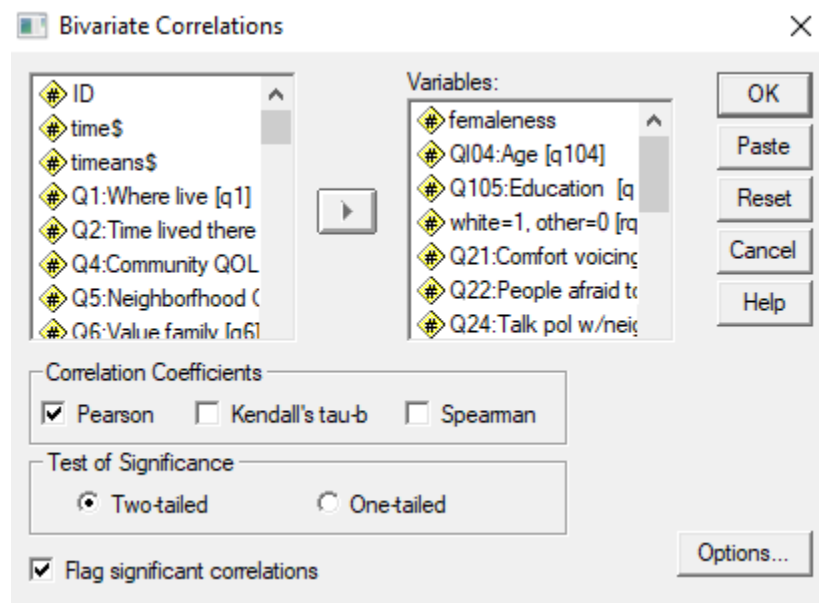 Bivariate Correlations
ID
time$
timeans$
Q1:Where live [q1]
Q2:Time lived there
Q4:Community QOL
Q5:Neighborfhood (
Q6:Value family [q6]
Variables:
femaleness
QI04:Age [q104]
Q105:Education [q
white=1, other=0 [rq
Q21:Comfort voicing
Q22:People afraid to
Q24:Talk pol w/neig
OK
Paste
Reset
Cancel
Help
Correlation Coefficients
Pearson Kendall's tau-b Spearman
Test of Significance
Two-tailed One-tailed
Flag significant correlations
Options...